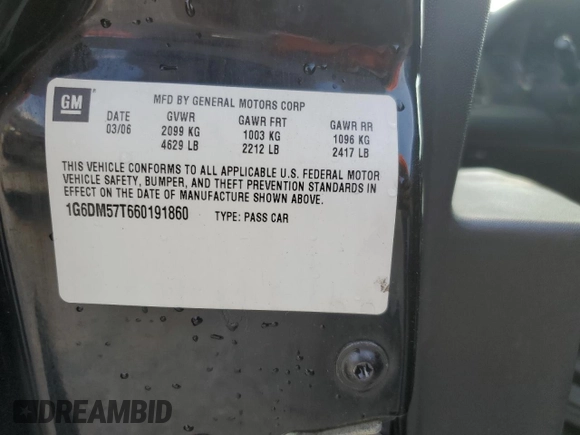 GM
MFD BY GENERAL MOTORS CORP
DATE GVWR GAWR FRT GAWR RR
03/06 2099 KG 1003 KG 1096 KG
4629 LB 2212 LB 2417 LB
THIS VEHICLE CONFORMS TO ALL APPLICABLE U.S. FEDERAL MOTOR
VEHICLE SAFETY, BUMPER, AND THEFT PREVENTION STANDARDS IN
EFFECT ON THE DATE OF MANUFACTURE SHOWN ABOVE.
1G6DM57T660191860 TYPE: PASS CAR
DREAMBID